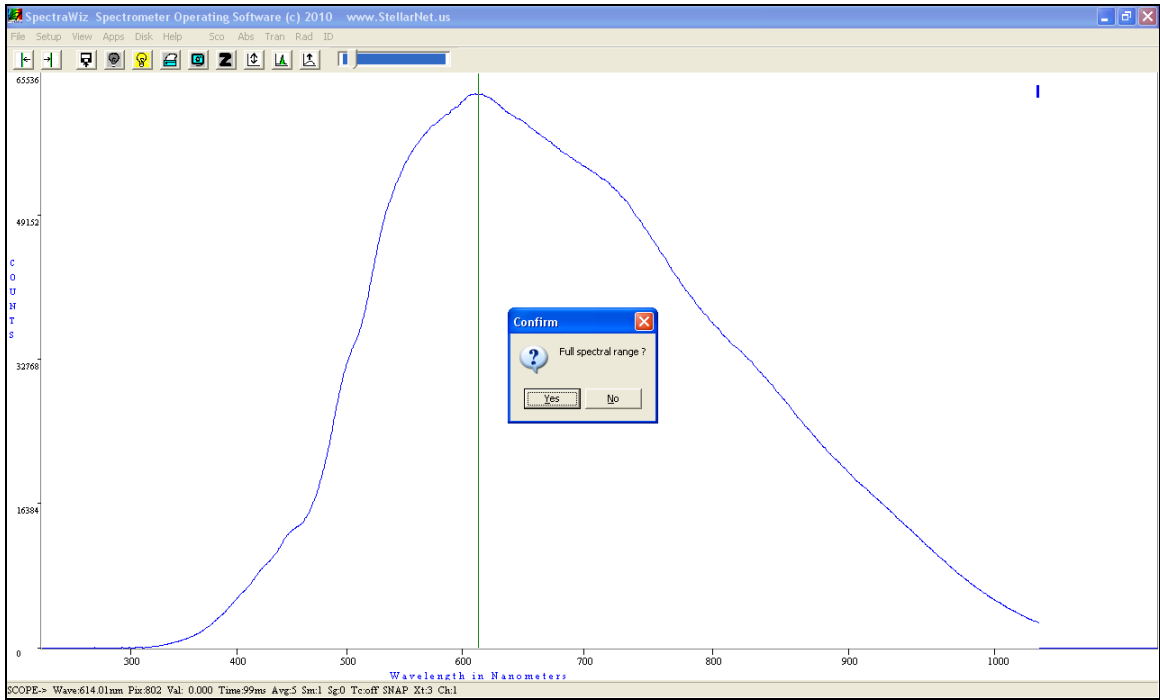 SpectraWiz Spectrometer Operating Software (c) 2010 www.StellarNet.us
File Setup View Apps Disk Help Sco Abs Tran Rad ID
Z
65536
49152
COUNTS
32768
16384
0
Confirm
Full spectral range ?
Yes No
300 400 500 600 700 800 900 1000
Wavelength in Nanometers
SCOPE-> Wave:614.01nm Pix:802 Val: 0.000 Time:99ms Avg:5 Sm:1 Sg:0 Tc:off SNAP Xt:3 Ch:1